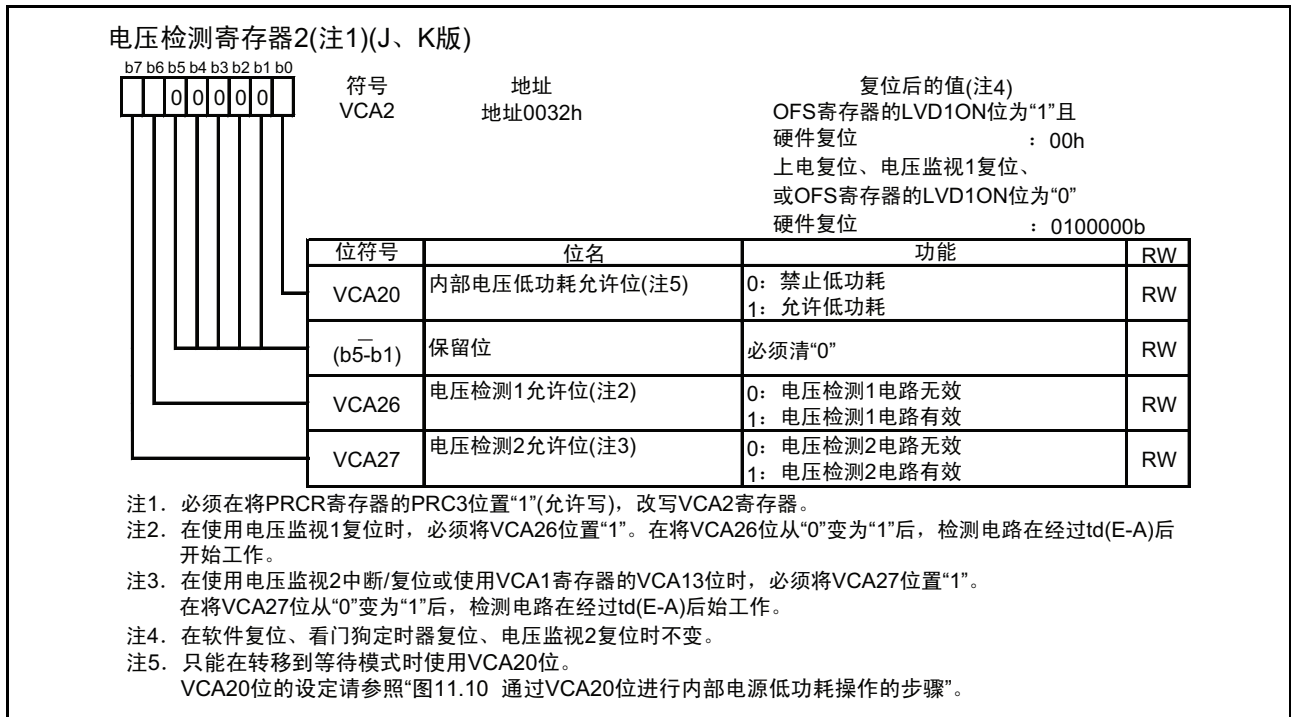 电压检测寄存器2(注1)(J、K版)
b7 b6 b5 b4 b3 b2 b1 b0
0 0 0 0 0
符号 地址 复位后的值(注4)
VCA2 地址0032h OFS寄存器的LVD1ON位为“1”且
硬件复位 ：00h
上电复位、电压监视1复位、
或OFS寄存器的LVD1ON位为“0”
硬件复位 ：0100000b
位符号 位名 功能 RW
VCA20 内部电压低功耗允许位(注5) 0：禁止低功耗 RW
1：允许低功耗
—
(b5-b1) 保留位 必须清“0” RW
VCA26 电压检测1允许位(注2) 0：电压检测1电路无效 RW
1：电压检测1电路有效
VCA27 电压检测2允许位(注3) 0：电压检测2电路无效 RW
1：电压检测2电路有效
注1．必须在将PRCR寄存器的PRC3位置“1”(允许写)，改写VCA2寄存器。
注2．在使用电压监视1复位时，必须将VCA26位置“1”。在将VCA26位从“0”变为“1”后，检测电路在经过td(E-A)后
开始工作。
注3．在使用电压监视2中断/复位或使用VCA1寄存器的VCA13位时，必须将VCA27位置“1”。
在将VCA27位从“0”变为“1”后，检测电路在经过td(E-A)后始工作。
注4．在软件复位、看门狗定时器复位、电压监视2复位时不变。
注5．只能在转移到等待模式时使用VCA20位。
VCA20位的设定请参照“图11.10 通过VCA20位进行内部电源低功耗操作的步骤”。